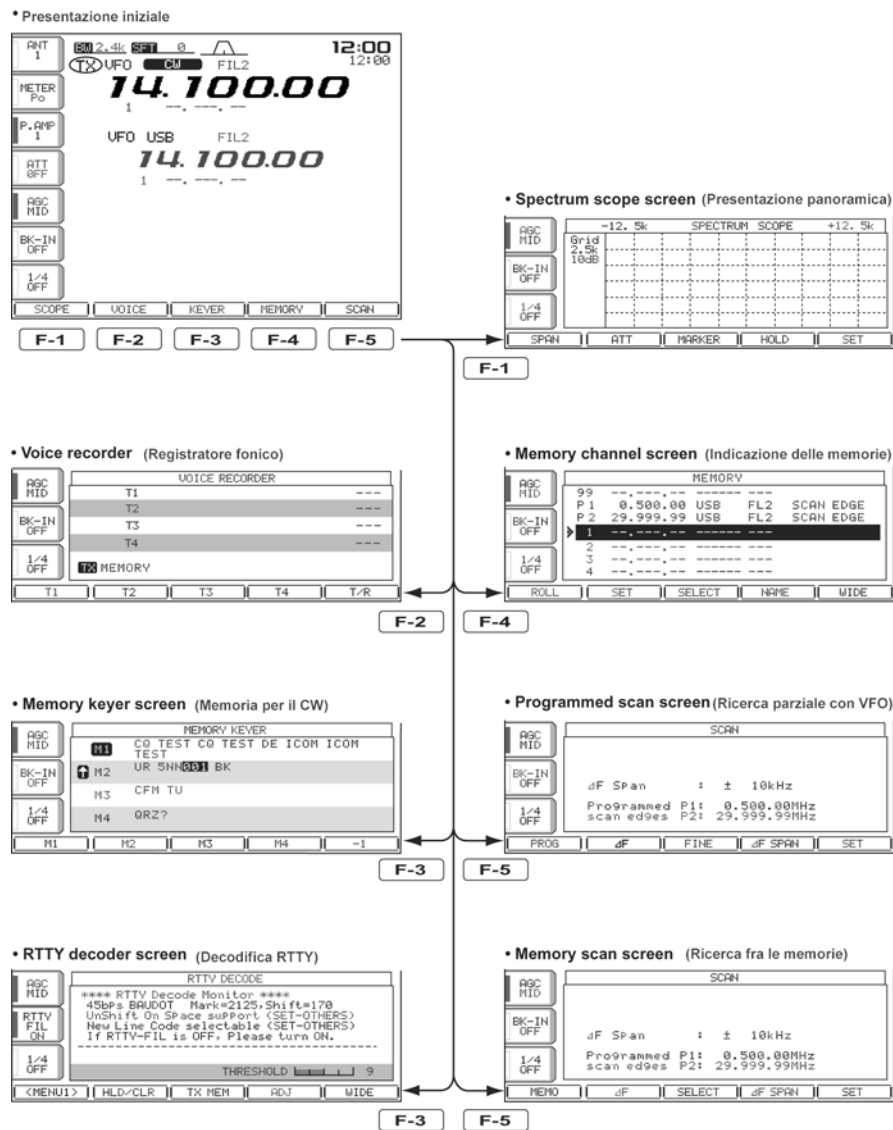 • Presentazione iniziale
ANT 1
BW 2.4k SFT 0 12:00
TX VFO CW FIL2 12:00
METER Po
14.100.00
1 --.---.--
P.AMP 1
VFO USB FIL2
ATT OFF
14.100.00
1 --.---.--
AGC MID
BK-IN OFF
1/4 OFF
SCOPE VOICE KEYER MEMORY SCAN
F-1 F-2 F-3 F-4 F-5
• Spectrum scope screen (Presentazione panoramica)
AGC MID
-12. 5k SPECTRUM SCOPE +12. 5k
Grid
2.5k
10dB
BK-IN OFF
1/4 OFF
SPAN ATT MARKER HOLD SET
F-1
• Voice recorder (Registratore fonico)
AGC MID
VOICE RECORDER
T1 ---
T2 ---
BK-IN OFF
T3 ---
T4 ---
1/4 OFF
TX MEMORY
T1 T2 T3 T4 T/R
F-2
• Memory channel screen (Indicazione delle memorie)
AGC MID
MEMORY
99 --.---.-- ------ ---
P1 0.500.00 USB FL2 SCAN EDGE
P2 29.999.99 USB FL2 SCAN EDGE
BK-IN OFF
1 --.---.-- ------ ---
2 --.---.-- ------ ---
3 --.---.-- ------ ---
4 --.---.-- ------ ---
1/4 OFF
ROLL SET SELECT NAME WIDE
F-4
• Memory keyer screen (Memoria per il CW)
AGC MID
MEMORY KEYER
M1 CQ TEST CQ TEST DE ICOM ICOM
TEST
BK-IN OFF
M2 UR 5NN001 BK
M3 CFM TU
1/4 OFF
M4 QRZ?
M1 M2 M3 M4 -1
F-3
• Programmed scan screen (Ricerca parziale con VFO)
AGC MID
SCAN
BK-IN OFF
⊿F SPan : ± 10kHz
1/4 OFF
Programmed P1: 0.500.00MHz
scan edges P2: 29.999.99MHz
PROG ⊿F FINE ⊿F SPAN SET
F-5
• RTTY decoder screen (Decodifica RTTY)
AGC MID
RTTY DECODE
**** RTTY Decode Monitor ****
45bps BAUDOT Mark=2125,Shift=170
RTTY FIL ON
UnShift On Space support (SET-OTHERS)
New Line Code selectable (SET-OTHERS)
If RTTY-FIL is OFF, Please turn ON.
1/4 OFF
THRESHOLD 9
<MENU1> HLD/CLR TX MEM ADJ WIDE
F-3
• Memory scan screen (Ricerca fra le memorie)
AGC MID
SCAN
BK-IN OFF
⊿F SPan : ± 10kHz
1/4 OFF
Programmed P1: 0.500.00MHz
scan edges P2: 29.999.99MHz
MEMO ⊿F SELECT ⊿F SPAN SET
F-5